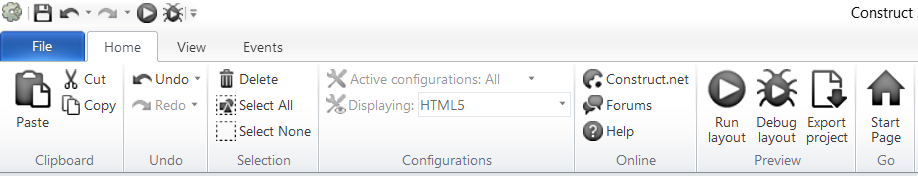 Construct
File Home View Events
Paste
Cut
Copy
Clipboard
Undo
Redo
Undo
Delete
Select All
Select None
Selection
Active configurations: All
Displaying: HTML5
Configurations
Construct.net
Forums
Help
Online
Run
layout
Debug
layout
Export
project
Preview
Start
Page
Go